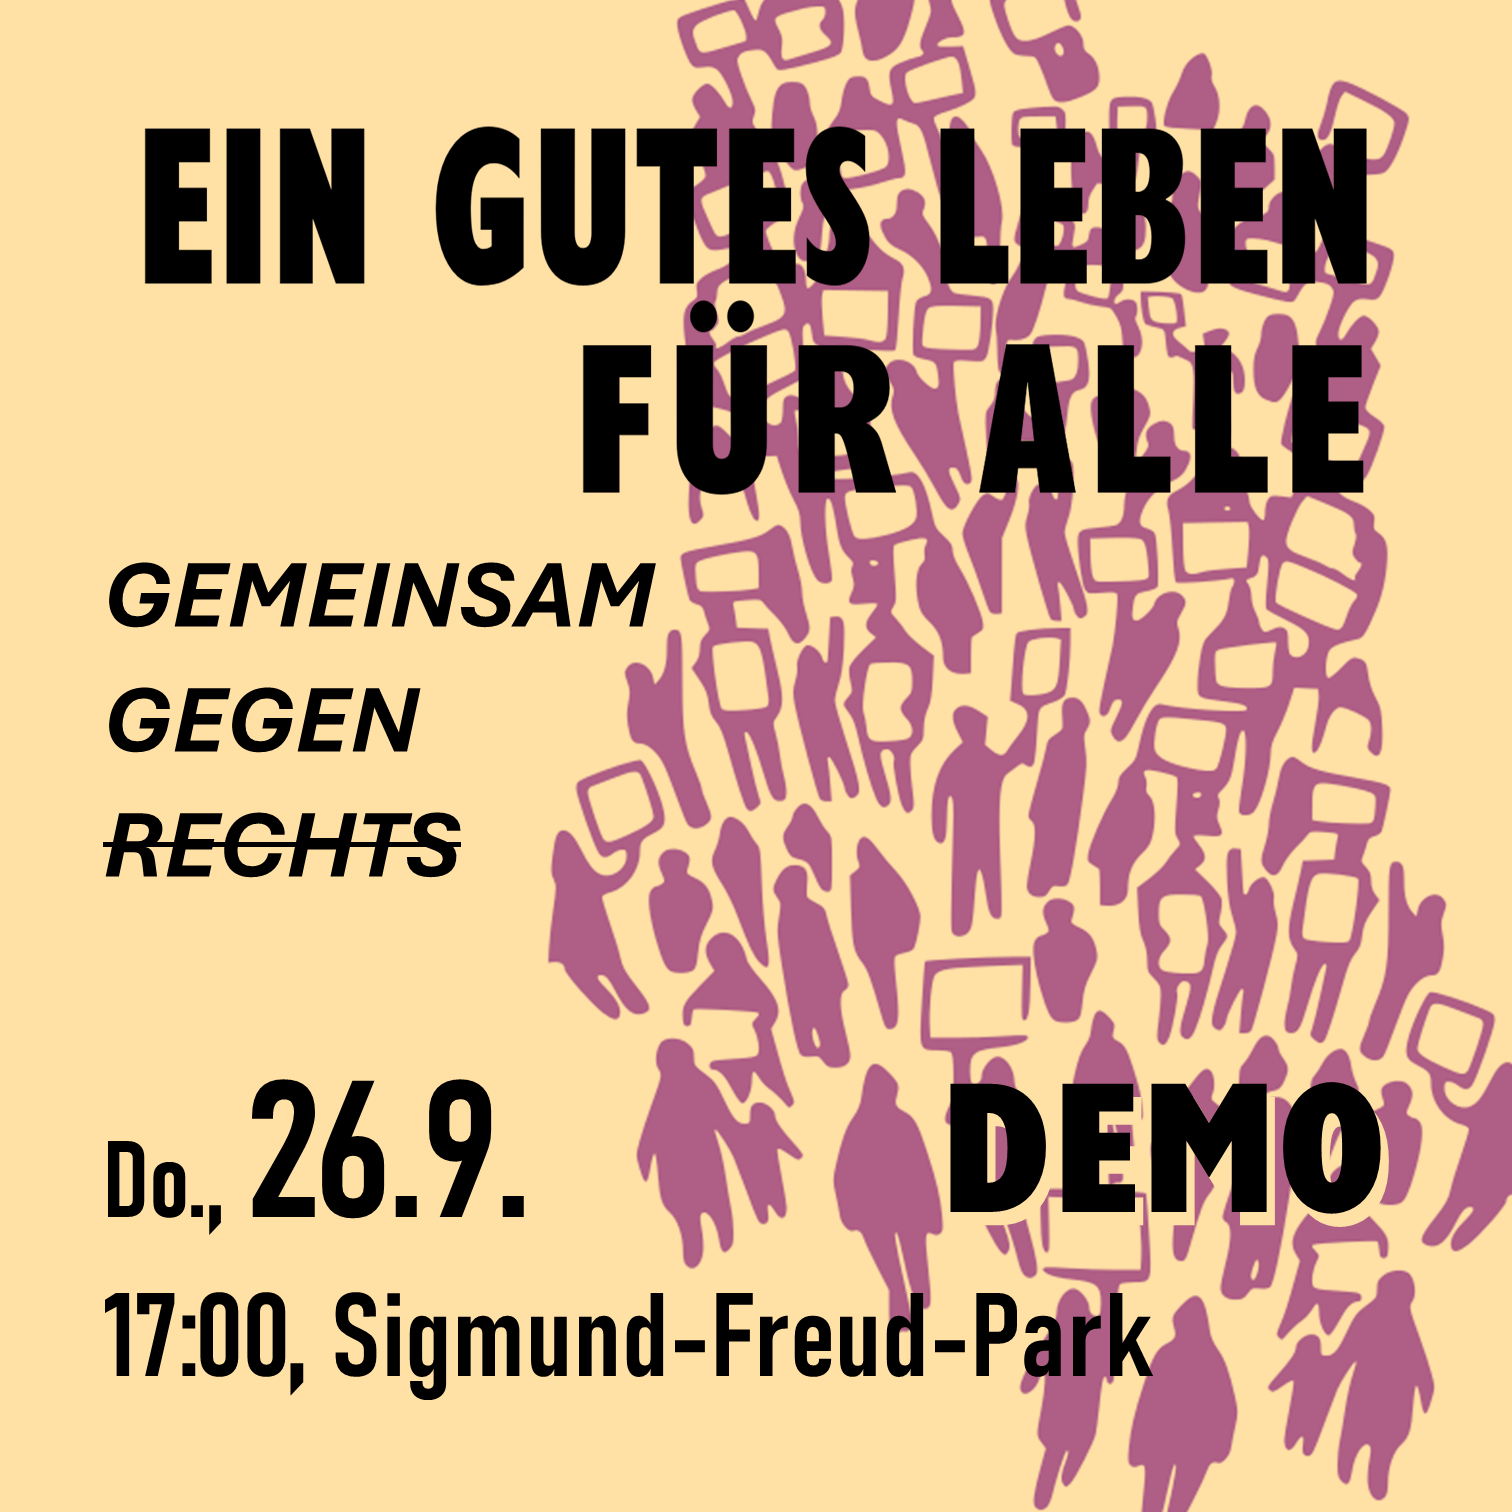 EIN GUTES LEBEN
FÜR ALLE
GEMEINSAM
GEGEN
RECHTS
Do., 26.9.
DEMO
17:00, Sigmund-Freud-Park